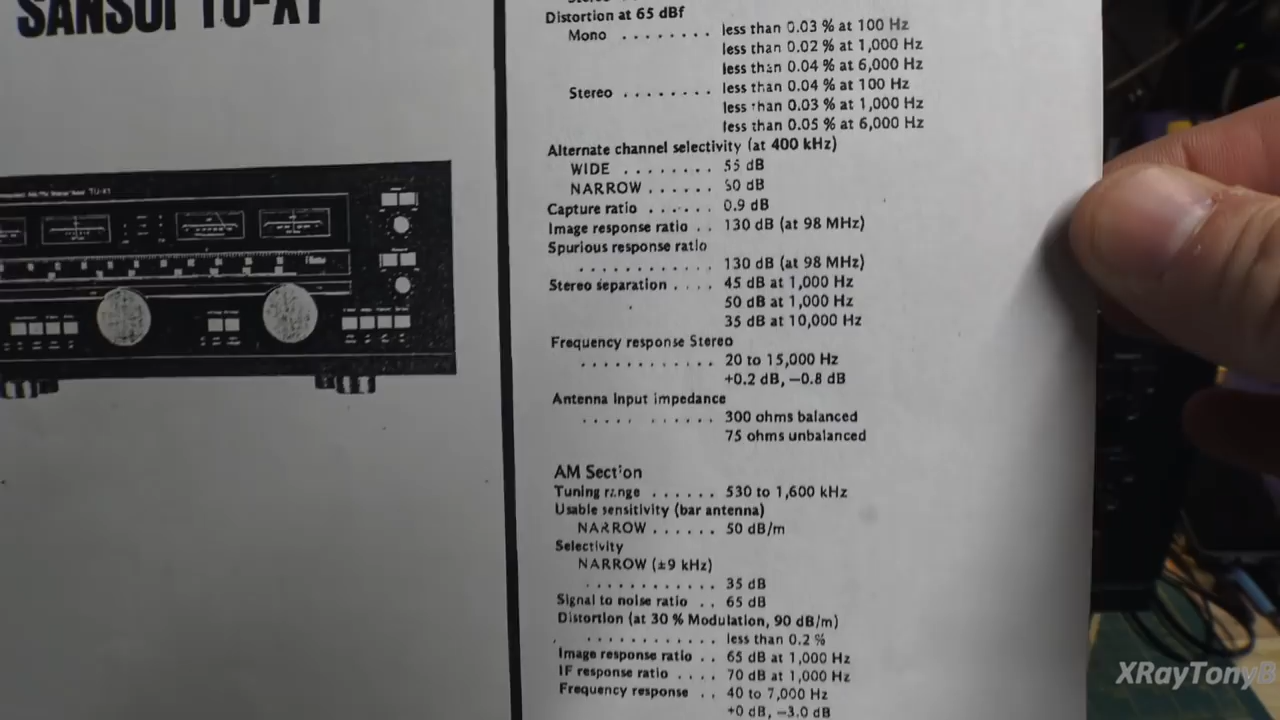 SANSUI TU-X1
TU-X1
Distortion at 65 dBf
Mono ........ less than 0.03 % at 100 Hz
less than 0.02 % at 1,000 Hz
less than 0.04 % at 6,000 Hz
Stereo ........ less than 0.04 % at 100 Hz
less than 0.03 % at 1,000 Hz
less than 0.05 % at 6,000 Hz
Alternate channel selectivity (at 400 kHz)
WIDE ........ 55 dB
NARROW ...... 50 dB
Capture ratio ...... 0.9 dB
Image response ratio .. 130 dB (at 98 MHz)
Spurious response ratio
............ 130 dB (at 98 MHz)
Stereo separation .... 45 dB at 1,000 Hz
50 dB at 1,000 Hz
35 dB at 10,000 Hz
Frequency response Stereo
............ 20 to 15,000 Hz
+0.2 dB, −0.8 dB
Antenna Input impedance
............ 300 ohms balanced
75 ohms unbalanced
AM Section
Tuning range ...... 530 to 1,600 kHz
Usable sensitivity (bar antenna)
NARROW ...... 50 dB/m
Selectivity
NARROW (±9 kHz)
............ 35 dB
Signal to noise ratio .. 65 dB
Distortion (at 30 % Modulation, 90 dB/m)
............ less than 0.2 %
Image response ratio .. 65 dB at 1,000 Hz
IF response ratio .... 70 dB at 1,000 Hz
Frequency response .. 40 to 7,000 Hz
+0 dB, −3.0 dB
XRayTonyB